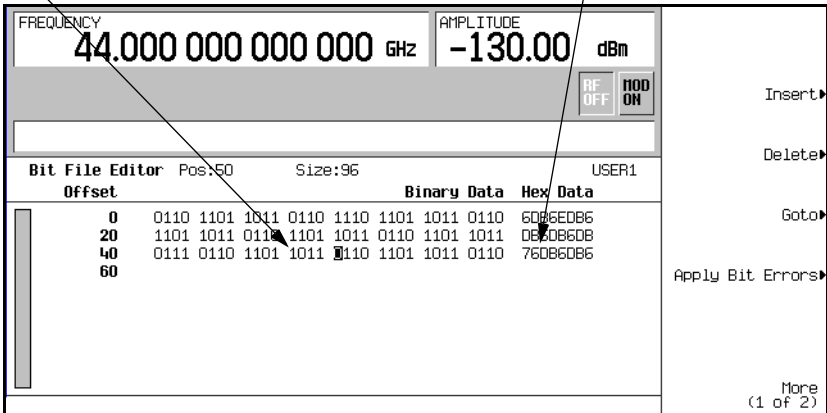 FREQUENCY
44.000 000 000 000 GHz
AMPLITUDE
-130.00 dBm
RF OFF
MOD ON
Insert
Delete
Goto
Apply Bit Errors
More
(1 of 2)
Bit File Editor Pos:50 Size:96 USER1
Offset Binary Data Hex Data
0 0110 1101 1011 0110 1110 1101 1011 0110 6DB6EDB6
20 1101 1011 0110 1101 1011 0110 1101 1011 DB6DB6DB
40 0111 0110 1101 1011 0110 1101 1011 0110 76DB6DB6
60